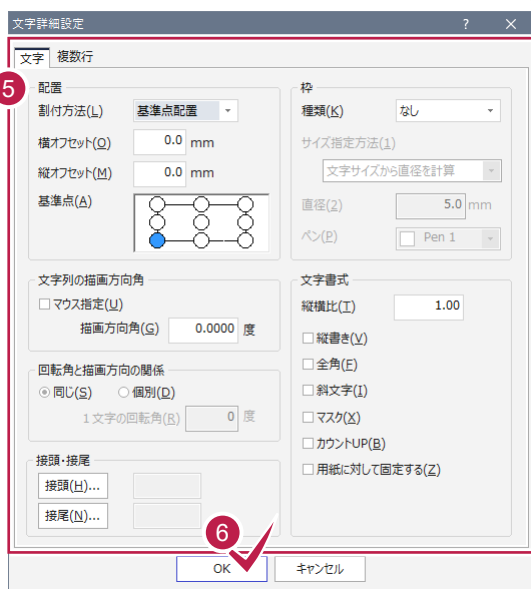 文字詳細設定 ? ×
文字 複数行
5
配置
割付方法(L) 基準点配置
横オフセット(O) 0.0 mm
縦オフセット(M) 0.0 mm
基準点(A)
文字列の描画方向角
マウス指定(U)
描画方向角(G) 0.0000 度
回転角と描画方向の関係
同じ(S) 個別(D)
1文字の回転角(R) 0 度
接頭・接尾
接頭(H)...
接尾(N)...
枠
種類(K) なし
サイズ指定方法(1)
文字サイズから直径を計算
直径(2) 5.0 mm
ペン(P) Pen 1
文字書式
縦横比(T) 1.00
縦書き(V)
全角(F)
斜文字(I)
マスク(X)
カウントUP(B)
用紙に対して固定する(Z)
6
OK キャンセル